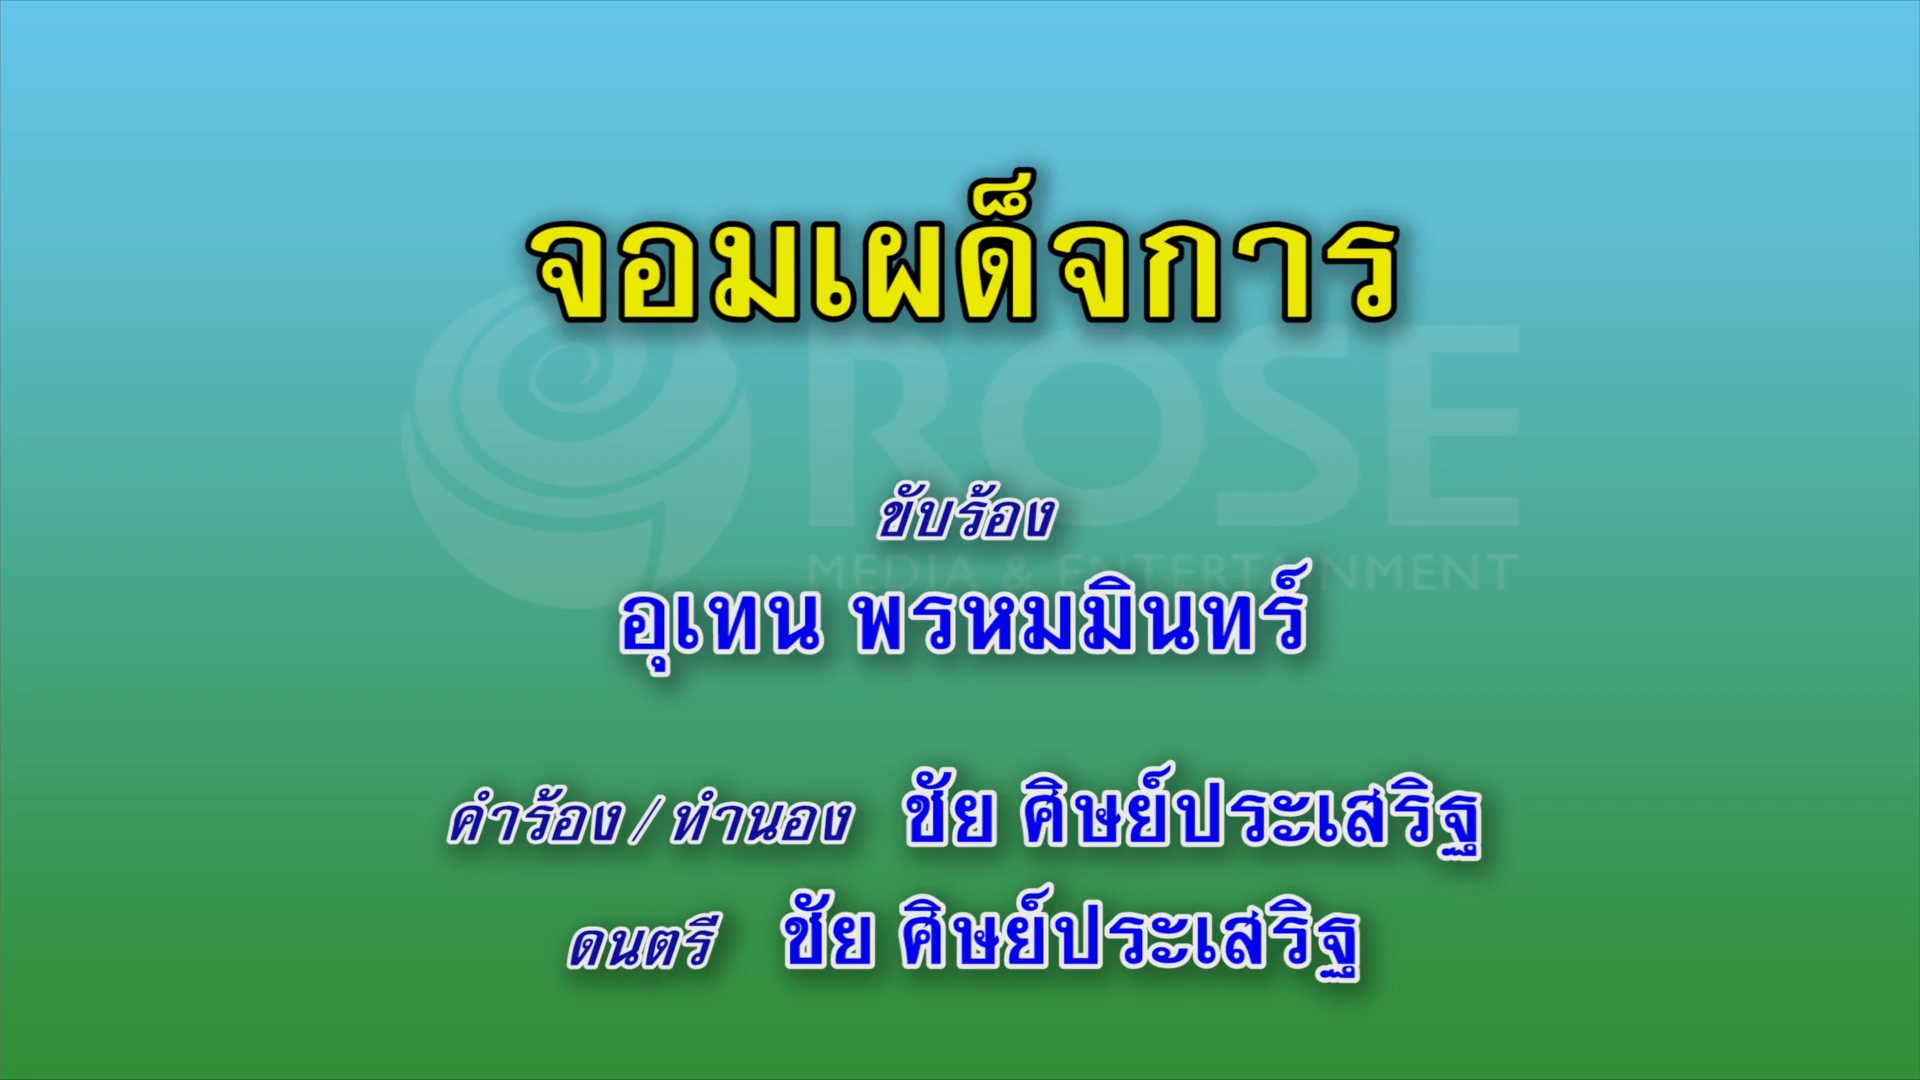 จอมเผด็จการ
ROSE
MEDIA & ENTERTAINMENT
ขับร้อง
อุเทน พรหมมินทร์
คำร้อง / ทำนอง ชัย ศิษย์ประเสริฐ
ดนตรี ชัย ศิษย์ประเสริฐ